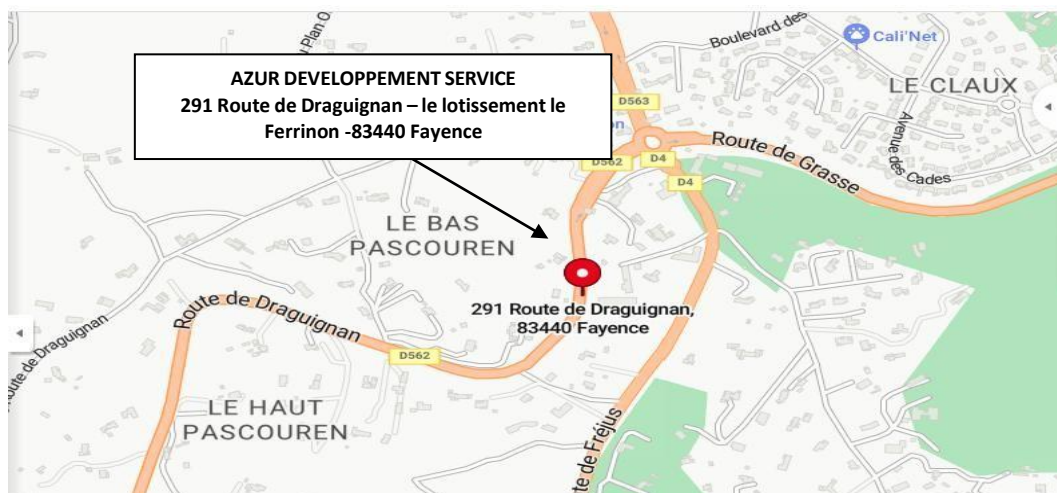 Boulevard des
Cali'Net
LE CLAUX
AZUR DEVELOPPEMENT SERVICE
291 Route de Draguignan – le lotissement le
Ferrinon -83440 Fayence
D563
D562
D4
D4
Route de Grasse
Avenue des Cades
LE BAS
PASCOUREN
291 Route de Draguignan,
83440 Fayence
Route de Draguignan
Route de Draguignan
D562
LE HAUT
PASCOUREN
te de Fréjus